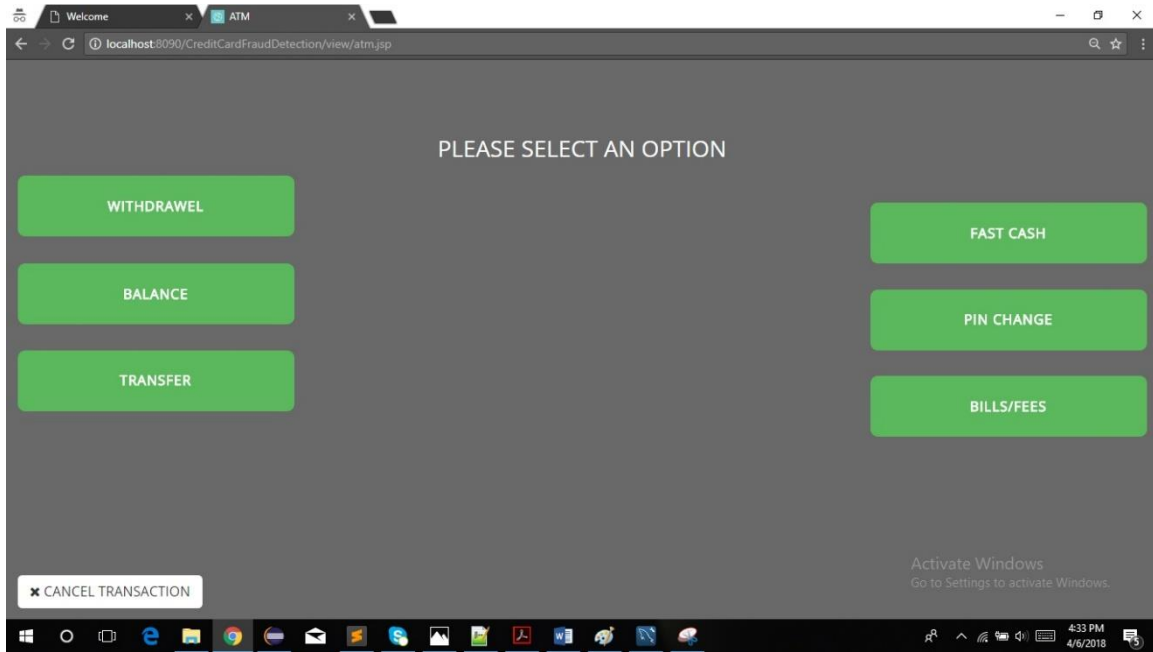 Welcome
ATM
localhost:8090/CreditCardFraudDetection/view/atm.jsp
PLEASE SELECT AN OPTION
WITHDRAWEL
FAST CASH
BALANCE
PIN CHANGE
TRANSFER
BILLS/FEES
Activate Windows
Go to Settings to activate Windows.
CANCEL TRANSACTION
4:33 PM
4/6/2018
5